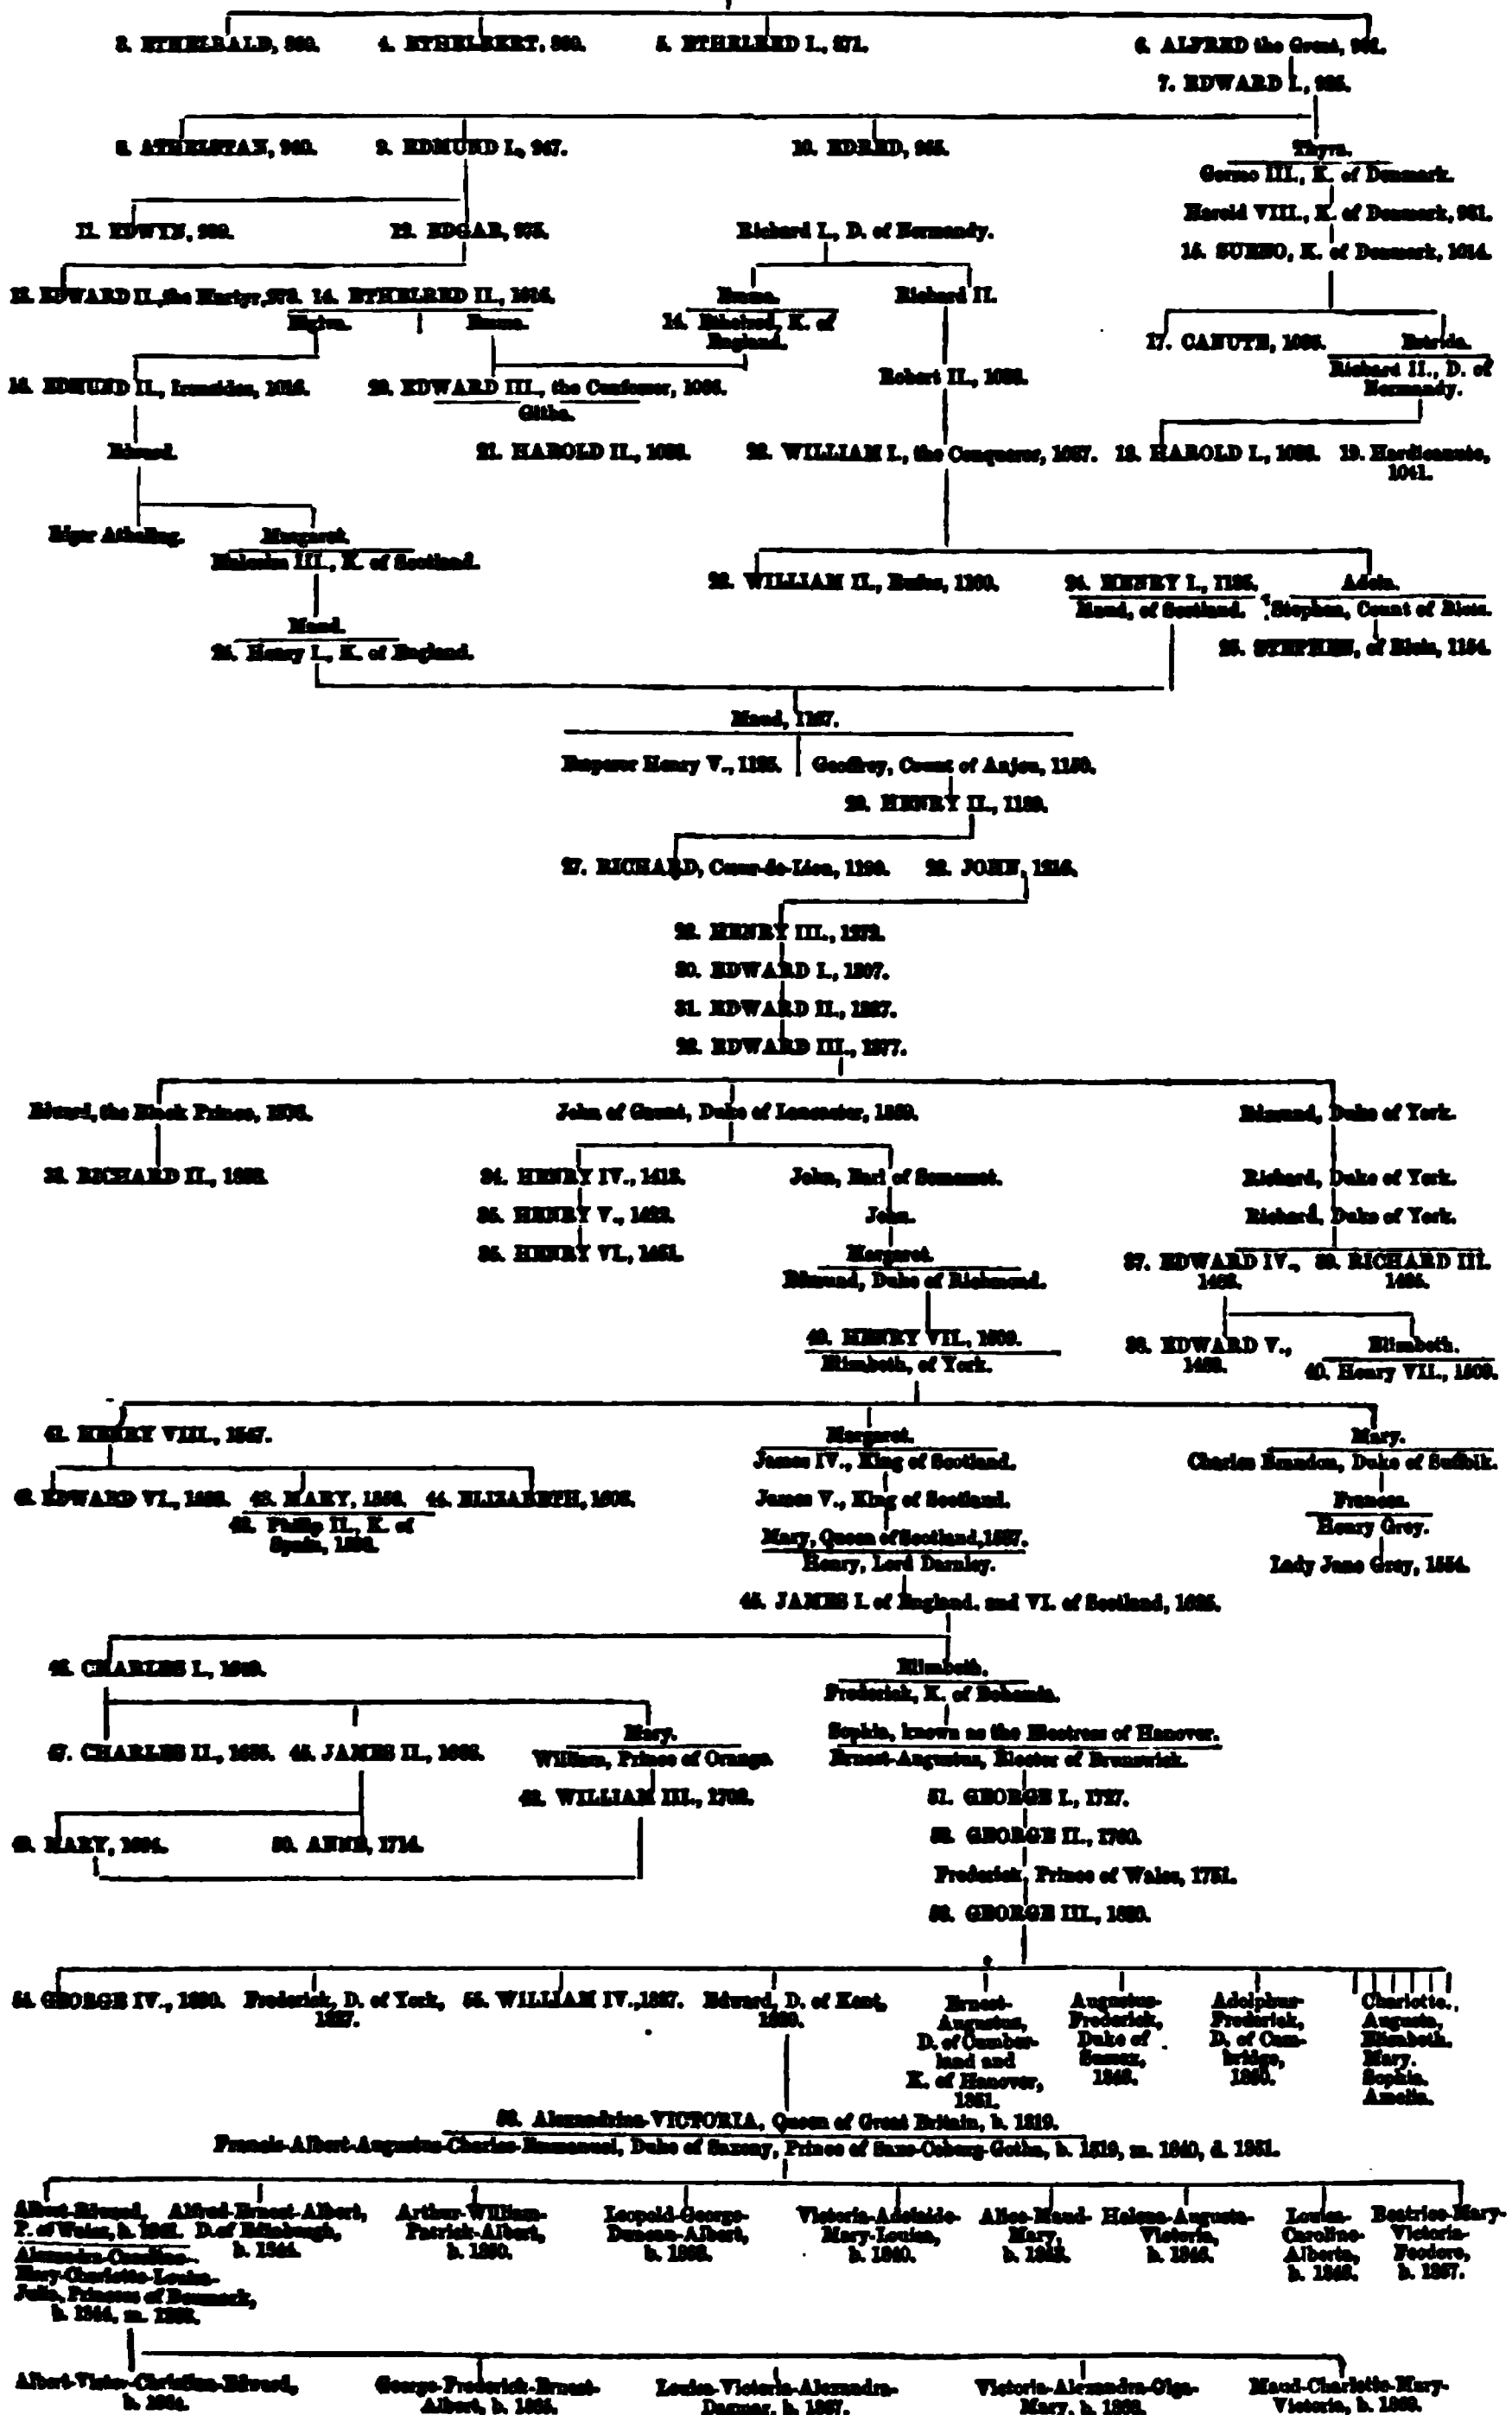 3. ETHELBALD, 860. 4. ETHELBERT, 5. ETHELRED I., 871. 6. ALFRED the Great,
7. EDWARD I., 925.
8. ATHELSTAN, 940. 9. EDMUND I., 947. 10. EDRED, 955. Thyra.
Gormo III., K. of Denmark.
11. EDWYN, 12. EDGAR, 975. Richard I., D. of Normandy. Harold VIII., K. of Denmark, 981.
15. SUENO, K. of Denmark, 1014.
EDWARD II., the Martyr, 14. ETHELRED II., 1016. Emma. Richard II.
Elgiva. Emma. 14. Ethelred, K. of
England. 17. CANUTE, Estrida.
EDMUND II., Ironsides, 1016. 20. EDWARD III., the Confessor, 1066. Robert II., Richard II., D. of
Normandy.
Githa.
Edward. 21. HAROLD II., 1066. 22. WILLIAM I., the Conqueror, 1087. 18. HAROLD I., 19. Hardicanute,
1041.
Edgar Atheling. Margaret.
Malcolm III., K. of Scotland. 23. WILLIAM II., Rufus, 1100. 24. HENRY I., 1135. Adela.
Maud, of Scotland. Stephen, Count of Blois.
Maud.
Henry I., K. of England. 25. STEPHEN, of Blois, 1154.
Maud, 1167.
Emperor Henry V., 1125. Geoffrey, Count of Anjou, 1150.
HENRY II., 1189.
27. RICHARD, Cœur-de-Lion, 1199. 28. JOHN, 1216.
29. HENRY III., 1272.
30. EDWARD I., 1307.
31. EDWARD II., 1327.
32. EDWARD III., 1377.
Edward, the Black Prince, 1376. John of Gaunt, Duke of Lancaster, Edmund, Duke of York.
33. RICHARD II., 34. HENRY IV., 1413. John, Earl of Somerset. Richard, Duke of York.
35. HENRY V., 1422. John. Richard, Duke of York.
36. HENRY VI., 1461. Margaret. 37. EDWARD IV., 39. RICHARD III.
1483. 1485.
Edmund, Duke of Richmond.
40. HENRY VII., 1509. 38. EDWARD V., Elizabeth.
Elizabeth, of York. 1483. 40. Henry VII., 1509.
41. HENRY VIII., 1547. Margaret. Mary.
James IV., King of Scotland. Charles Brandon, Duke of Suffolk.
42. EDWARD VI., 43. MARY, 1558. 44. ELIZABETH, 1603. James V., King of Scotland. Frances.
Philip II., K. of
Spain, 1598. Mary, Queen of Scotland, 1587. Henry Grey.
Henry, Lord Darnley. Lady Jane Grey, 1554.
45. JAMES I. of England. and VI. of Scotland, 1625.
46. CHARLES I., 1649. Elizabeth.
Frederick, K. of Bohemia.
47. CHARLES II., 1685. JAMES II., Mary. Sophia, known as the Electress of Hanover.
William, Prince of Orange. Ernest-Augustus, Elector of Brunswick.
WILLIAM III., 1702. 51. GEORGE I., 1727.
49. MARY, 1694. 50. ANNE, 1714. 52. GEORGE II., 1760.
Frederick, Prince of Wales, 1751.
53. GEORGE III., 1820.
54. GEORGE IV., 1830. Frederick, D. of York, 55. WILLIAM IV., 1837. Edward, D. of Kent,
1827. 1820.
Ernest-
Augustus,
D. of Cumber-
land and
K. of Hanover,
1851.
Augustus-
Frederick,
Duke of
Sussex,
1843.
Adolphus-
Frederick,
D. of Cam-
bridge,
1850.
Charlotte.,
Augusta,
Elizabeth.
Mary.
Sophia.
Amelia.
56. Alexandrina-VICTORIA, Queen of Great Britain, b. 1819.
Francis-Albert-Augustus-Charles-Emmanuel, Duke of Saxony, Prince of Saxe-Coburg-Gotha, b. 1819, m. 1840, d. 1861.
Albert-Edward,
P. of Wales, b. 1841.
Alexandra-Caroline-
Mary-Charlotte-Louisa-
Julia, Princess of Denmark,
b. 1844, m. 1863.
Alfred-Ernest-Albert,
D. of Edinburgh,
b. 1844.
Arthur-William-
Patrick-Albert,
b. 1850.
Leopold-George-
Duncan-Albert,
b. 1853.
Victoria-Adelaide-
Mary-Louisa,
b. 1840.
Alice-Maud-
Mary,
b. 1843.
Helena-Augusta-
Victoria,
b. 1846.
Louisa-
Caroline-
Alberta,
b. 1848.
Beatrice-Mary-
Victoria-
Feodore,
b. 1857.
Albert-Victor-Christian-Edward,
b. 1864.
George-Frederick-Ernest-
Albert, b. 1865.
Louisa-Victoria-Alexandra-
Dagmar, b. 1867.
Victoria-Alexandra-Olga-
Mary, b. 1868.
Maud-Charlotte-Mary-
Victoria, b. 1869.